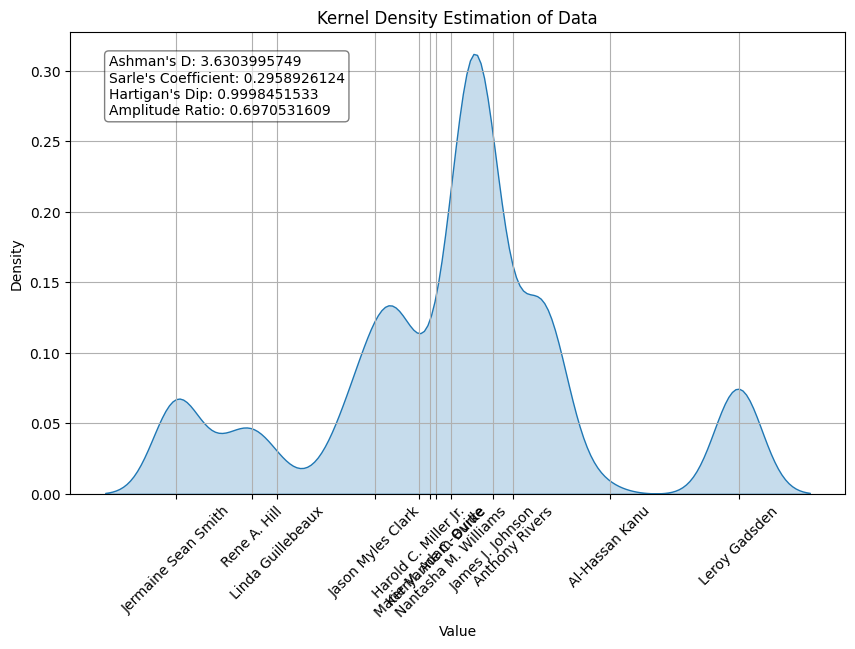 Kernel Density Estimation of Data
Ashman's D: 3.6303995749
Sarle's Coefficient: 0.2958926124
Hartigan's Dip: 0.9998451533
Amplitude Ratio: 0.6970531609
Density
0.30
0.25
0.20
0.15
0.10
0.05
0.00
Jermaine Sean Smith
Rene A. Hill
Linda Guillebeaux
Jason Myles Clark
Harold C. Miller Jr.
Nantasha M. Williams
James J. Johnson
Anthony Rivers
Al-Hassan Kanu
Leroy Gadsden
Value